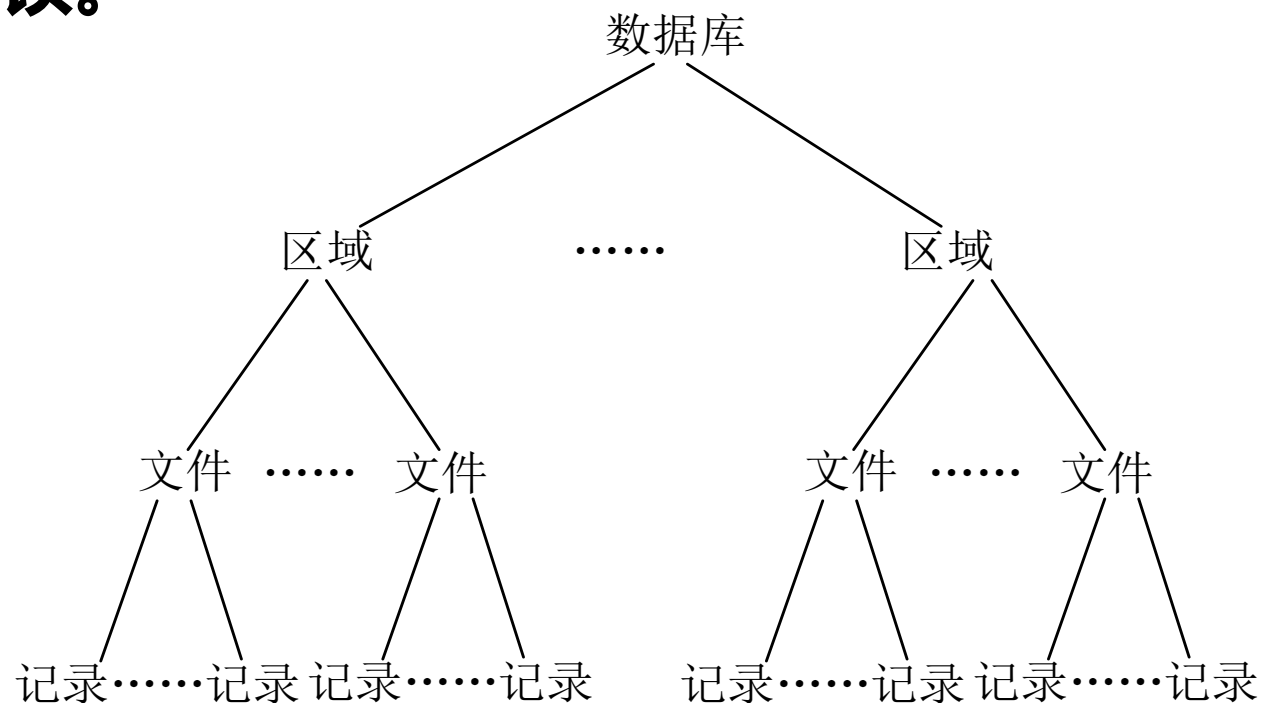 。
数据库
区域 …… 区域
文件 …… 文件 文件 …… 文件
记录……记录 记录……记录 记录……记录 记录……记录